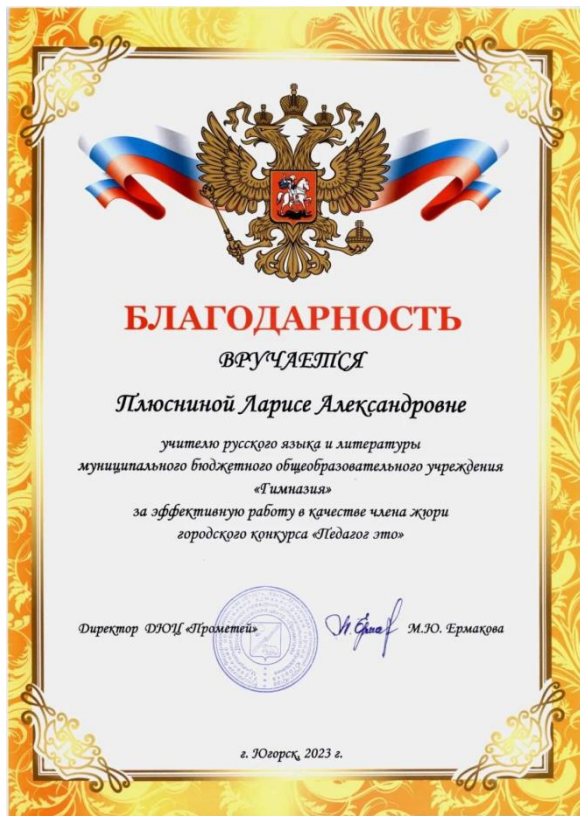 БЛАГОДАРНОСТЬ
ВРУЧАЕТСЯ
Плюсниной Ларисе Александровне
учителю русского языка и литературы
муниципального бюджетного общеобразовательного учреждения
«Гимназия»
за эффективную работу в качестве члена жюри
городского конкурса «Педагог это»
Директор ДЮЦ «Прометей» М.Ю. Ермакова
г. Югорск, 2023 г.